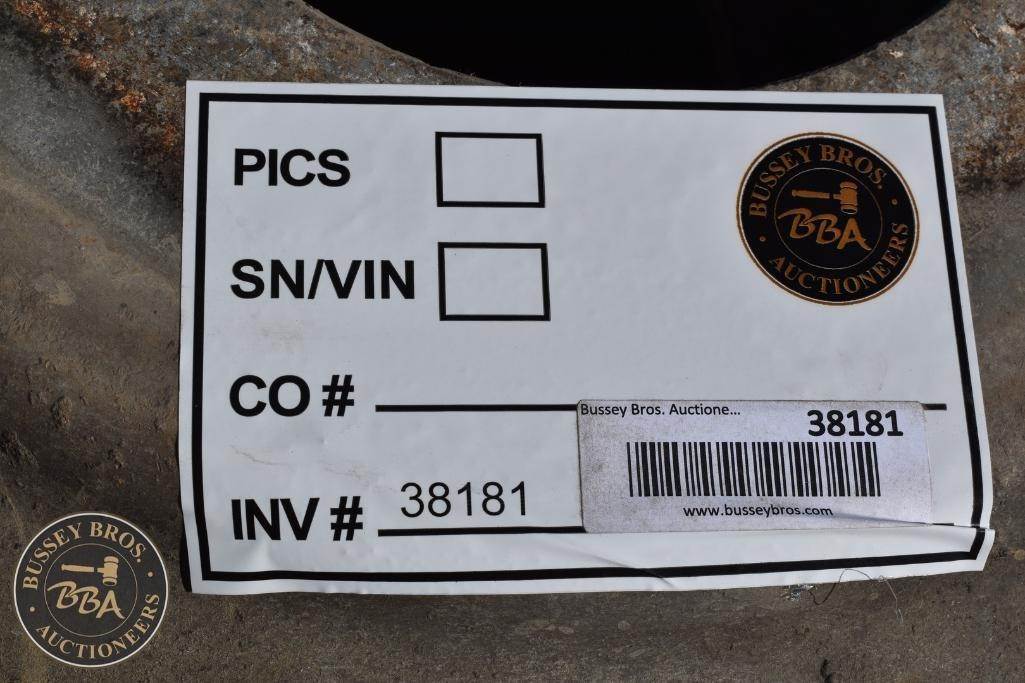 PICS
BUSSEY BROS.
BBA
AUCTIONEERS
SN/VIN
CO #
Bussey Bros. Auctione...
38181
www.busseybros.com
INV # 38181
BUSSEY BROS.
BBA
AUCTIONEERS